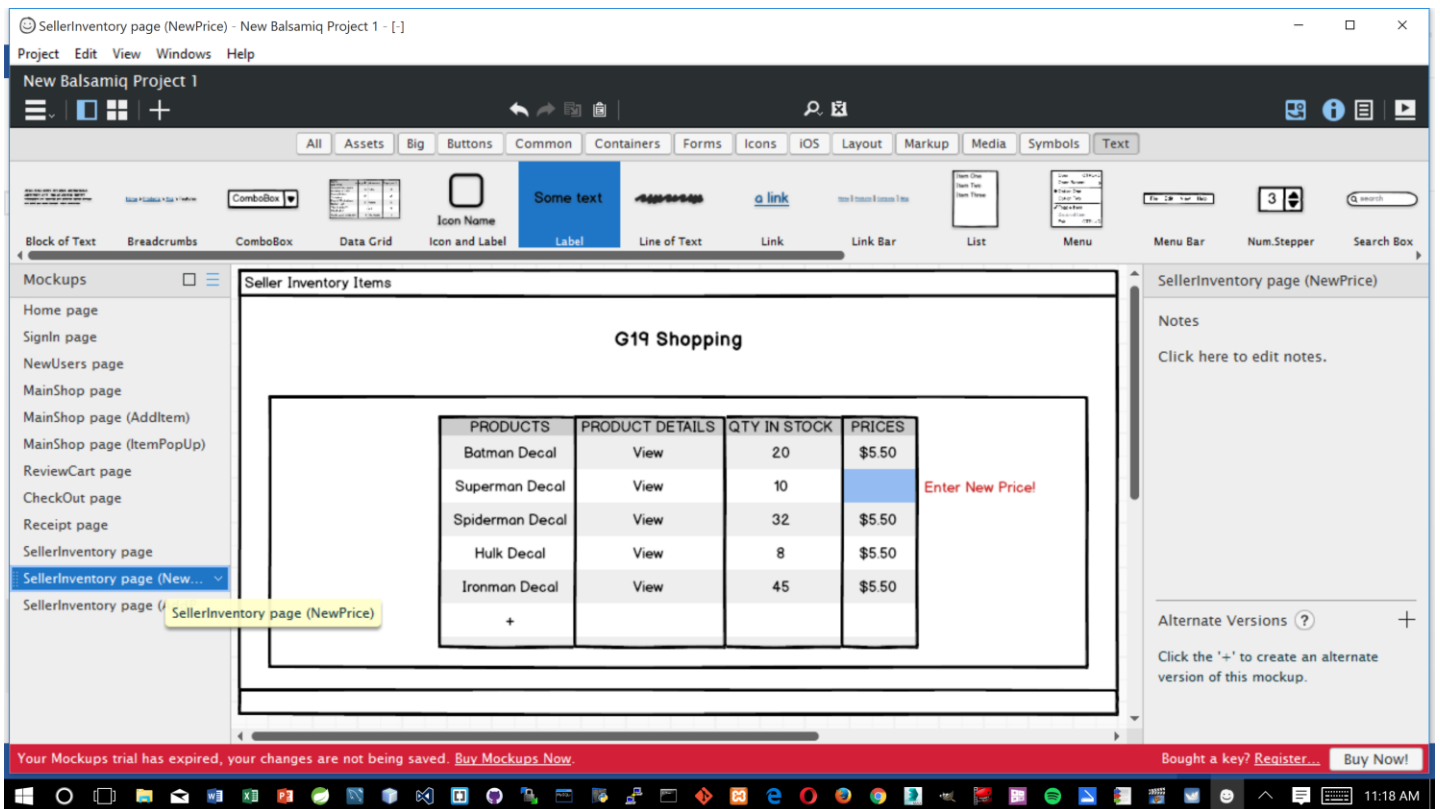 SellerInventory page (NewPrice) - New Balsamiq Project 1 - [-]
Project Edit View Windows Help
New Balsamiq Project 1
All Assets Big Buttons Common Containers Forms Icons iOS Layout Markup Media Symbols Text
ComboBox Icon Name Some text a link 3 search
Block of Text Breadcrumbs ComboBox Data Grid Icon and Label Label Line of Text Link Link Bar List Menu Menu Bar Num.Stepper Search Box
Mockups
Home page
SignIn page
NewUsers page
MainShop page
MainShop page (AddItem)
MainShop page (ItemPopUp)
ReviewCart page
CheckOut page
Receipt page
SellerInventory page
SellerInventory page (New...
SellerInventory page (
SellerInventory page (NewPrice)
Seller Inventory Items
G19 Shopping
PRODUCTS PRODUCT DETAILS QTY IN STOCK PRICES
Batman Decal View 20 $5.50
Superman Decal View 10 Enter New Price!
Spiderman Decal View 32 $5.50
Hulk Decal View 8 $5.50
Ironman Decal View 45 $5.50
+
SellerInventory page (NewPrice)
Notes
Click here to edit notes.
Alternate Versions ? +
Click the '+' to create an alternate
version of this mockup.
Your Mockups trial has expired, your changes are not being saved. Buy Mockups Now.
Bought a key? Register... Buy Now!
11:18 AM